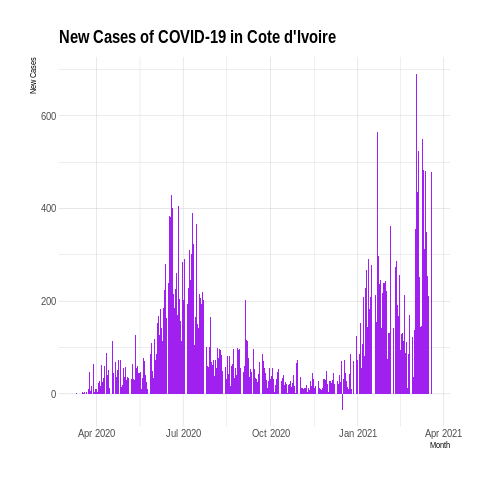 New Cases of COVID-19 in Cote d'Ivoire
New Cases
600
400
200
0
Apr 2020 Jul 2020 Oct 2020 Jan 2021 Apr 2021
Month